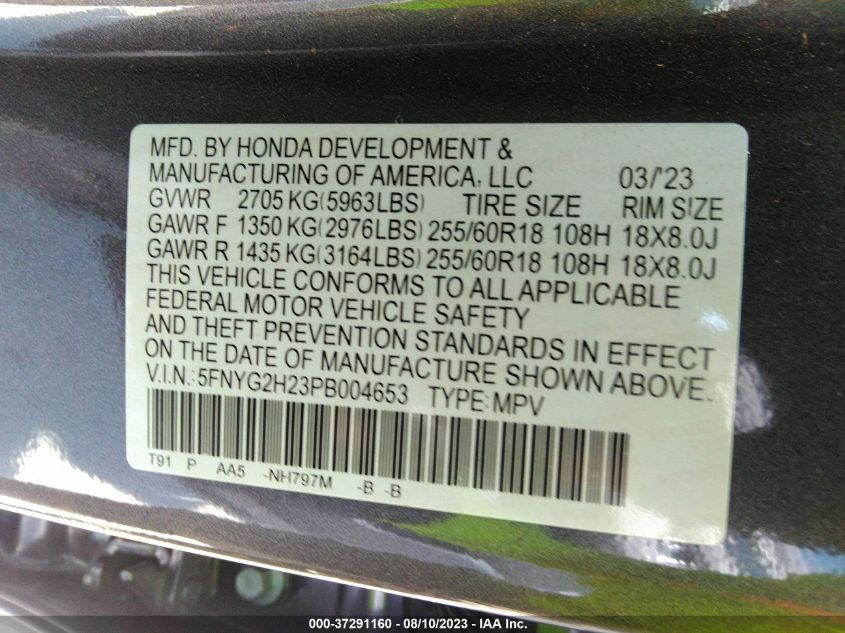 MFD. BY HONDA DEVELOPMENT &
MANUFACTURING OF AMERICA, LLC 03/'23
GVWR 2705 KG(5963LBS) TIRE SIZE RIM SIZE
GAWR F 1350 KG(2976LBS) 255/60R18 108H 18X8.0J
GAWR R 1435 KG(3164LBS) 255/60R18 108H 18X8.0J
THIS VEHICLE CONFORMS TO ALL APPLICABLE
FEDERAL MOTOR VEHICLE SAFETY
AND THEFT PREVENTION STANDARDS IN EFFECT
ON THE DATE OF MANUFACTURE SHOWN ABOVE.
V.I.N.:5FNYG2H23PB004653 TYPE:MPV
T91 P AA5 -NH797M -B -B
000-37291160 - 08/10/2023 - IAA Inc.